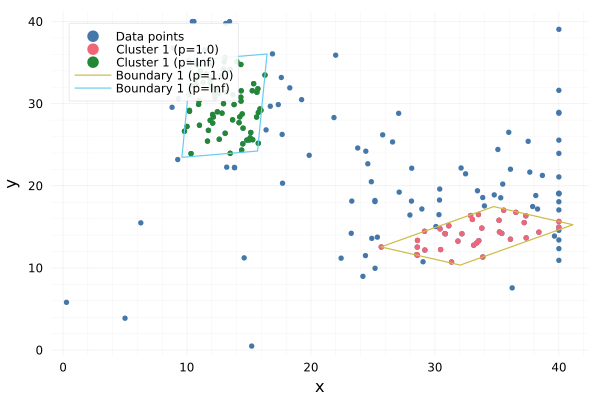 40
30
20
10
0
y
Data points
Cluster 1 (p=1.0)
Cluster 1 (p=Inf)
Boundary 1 (p=1.0)
Boundary 1 (p=Inf)
0 10 20 30 40
x